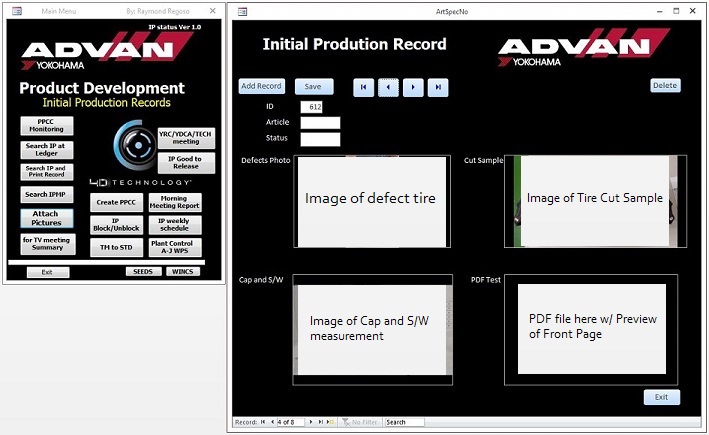 Main Menu
By: Raymond Regoso
IP status Ver 1.0
ADVAN
YOKOHAMA
Product Development
Initial Production Records
PPCC
Monitoring
Search IP at
Ledger
Search IP and
Print Record
Search IPMP
Attach
Pictures
for TV meeting
Summary
YRC/YDCA/TECH
meeting
IP Good to
Release
4D TECHNOLOGY
Create PPCC
Morning
Meeting Report
IP
Block/Unblock
IP weekly
schedule
TM to STD
Plant Control
A-J WPS
Exit
SEEDS
WINCS
ArtSpecNo
Initial Prodution Record
ADVAN
YOKOHAMA
Add Record
Save
Delete
ID
612
Article
Status
Defects Photo
Image of defect tire
Cut Sample
Image of Tire Cut Sample
Cap and S/W
Image of Cap and S/W
measurement
PDF Test
PDF file here w/ Preview
of Front Page
Exit
Record:
4 of 8
No Filter
Search